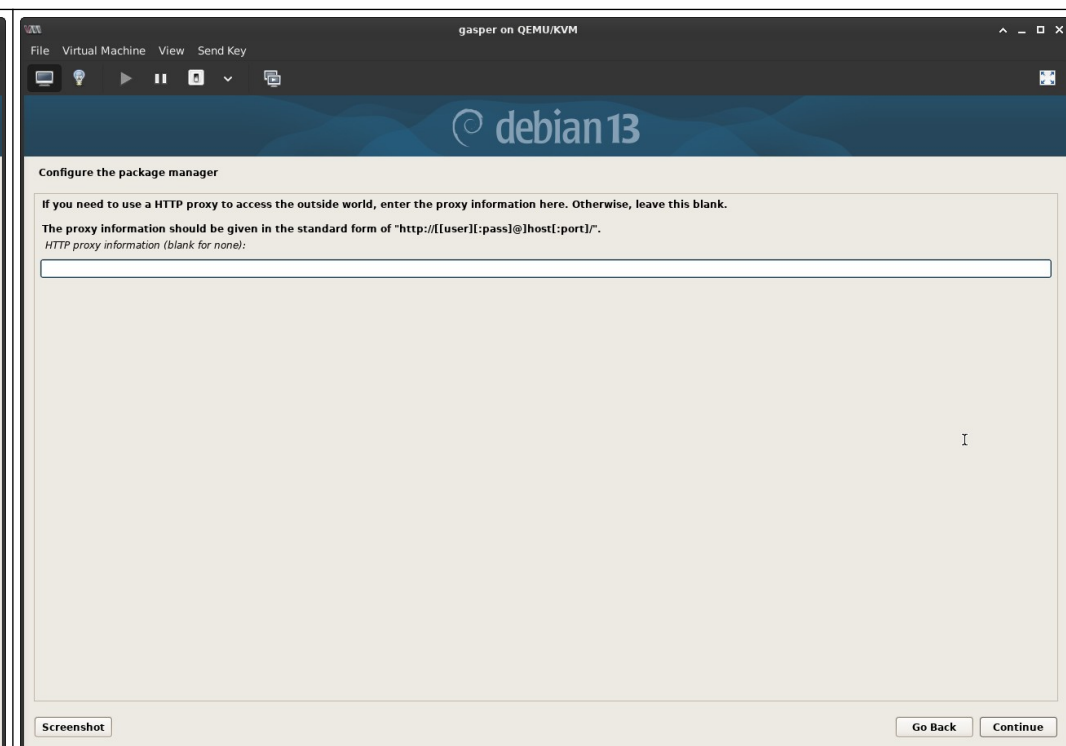 gasper on QEMU/KVM
File Virtual Machine View Send Key
debian 13
Configure the package manager
If you need to use a HTTP proxy to access the outside world, enter the proxy information here. Otherwise, leave this blank.
The proxy information should be given in the standard form of "http://[[user][:pass]@]host[:port]/".
HTTP proxy information (blank for none):
Screenshot Go Back Continue